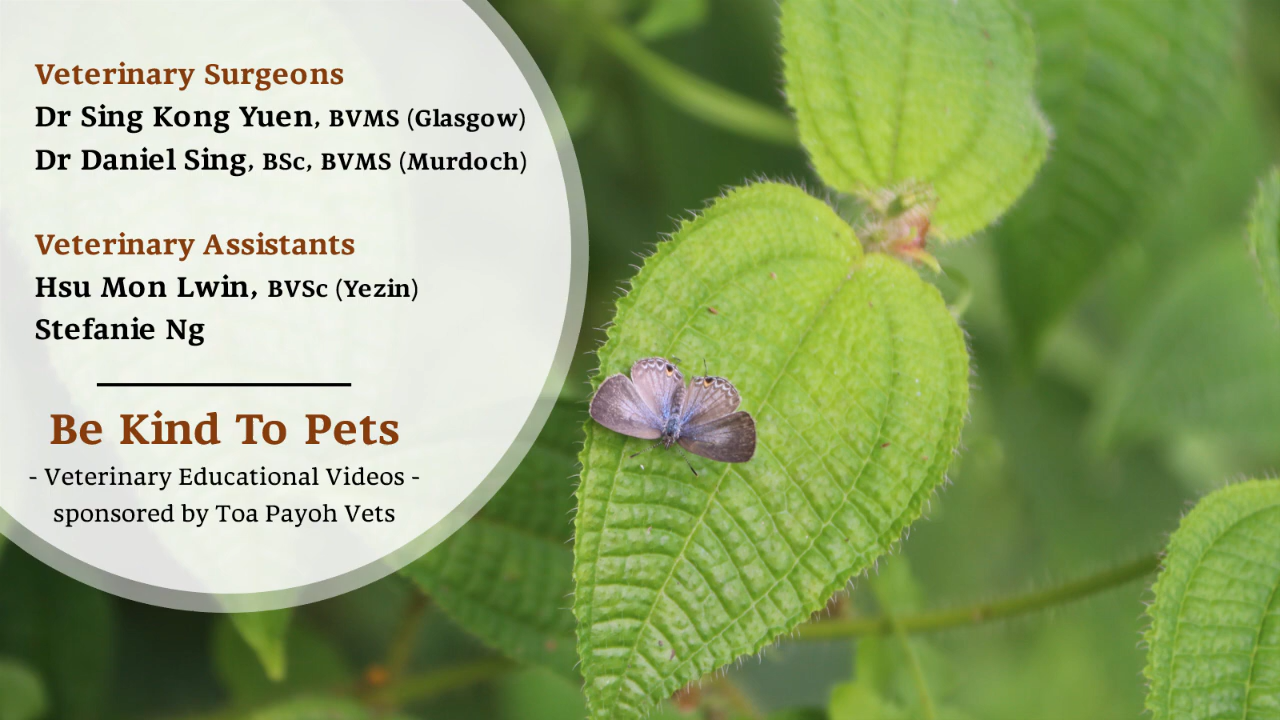 Veterinary Surgeons
Dr Sing Kong Yuen, BVMS (Glasgow)
Dr Daniel Sing, BSc, BVMS (Murdoch)
Veterinary Assistants
Hsu Mon Lwin, BVSc (Yezin)
Stefanie Ng
Be Kind To Pets
- Veterinary Educational Videos -
sponsored by Toa Payoh Vets